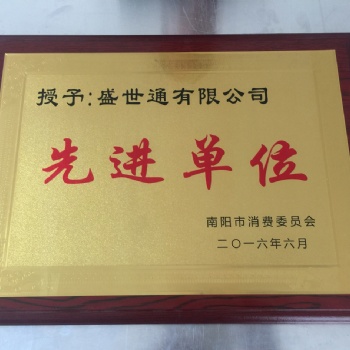 授予:盛世通有限公司
先进单位
南阳市消费委员会
二〇一六年六月